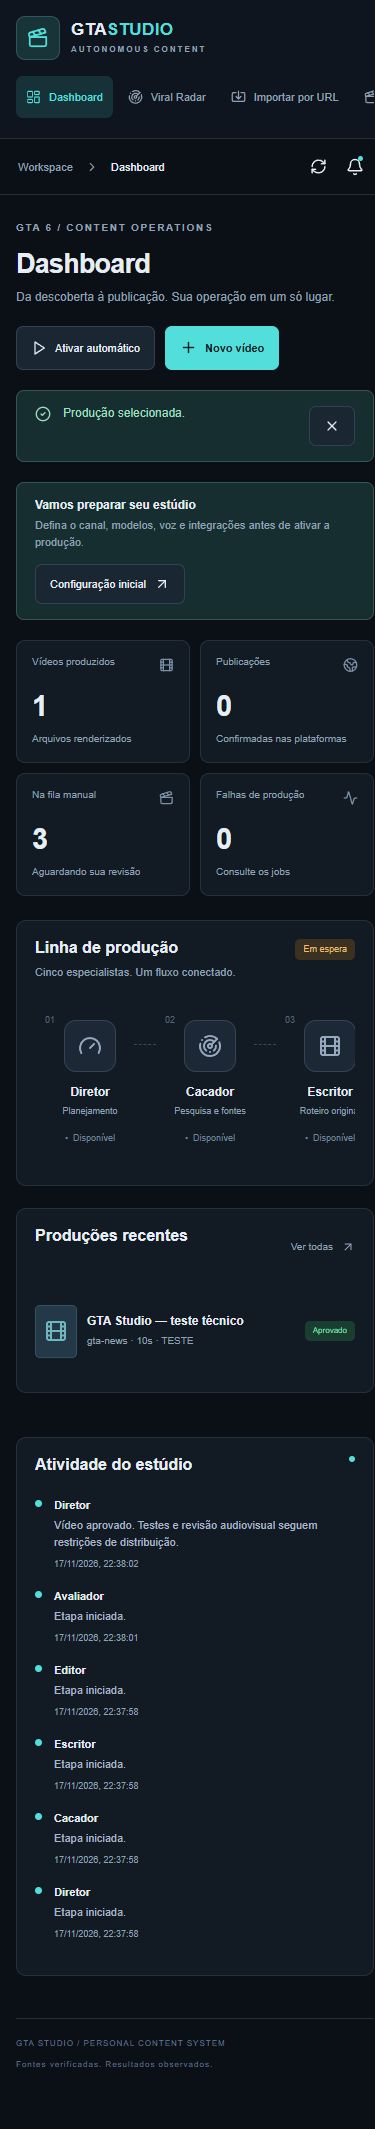 GTASTUDIO
AUTONOMOUS CONTENT
Dashboard
Viral Radar
Importar por URL
Workspace
Dashboard
GTA 6 / CONTENT OPERATIONS
Dashboard
Da descoberta à publicação. Sua operação em um só lugar.
Ativar automático
Novo vídeo
Produção selecionada.
Vamos preparar seu estúdio
Defina o canal, modelos, voz e integrações antes de ativar a
produção.
Configuração inicial
Vídeos produzidos
1
Arquivos renderizados
Publicações
0
Confirmadas nas plataformas
Na fila manual
3
Aguardando sua revisão
Falhas de produção
0
Consulte os jobs
Linha de produção
Em espera
Cinco especialistas. Um fluxo conectado.
01
Diretor
Planejamento
• Disponível
02
Cacador
Pesquisa e fontes
• Disponível
03
Escritor
Roteiro origina
• Disponível
Produções recentes
Ver todas
GTA Studio — teste técnico
gta-news · 10s · TESTE
Aprovado
Atividade do estúdio
Diretor
Vídeo aprovado. Testes e revisão audiovisual seguem
restrições de distribuição.
17/11/2026, 22:38:02
Avaliador
Etapa iniciada.
17/11/2026, 22:38:01
Editor
Etapa iniciada.
17/11/2026, 22:37:58
Escritor
Etapa iniciada.
17/11/2026, 22:37:58
Cacador
Etapa iniciada.
17/11/2026, 22:37:58
Diretor
Etapa iniciada.
17/11/2026, 22:37:58
GTA STUDIO / PERSONAL CONTENT SYSTEM
Fontes verificadas. Resultados observados.